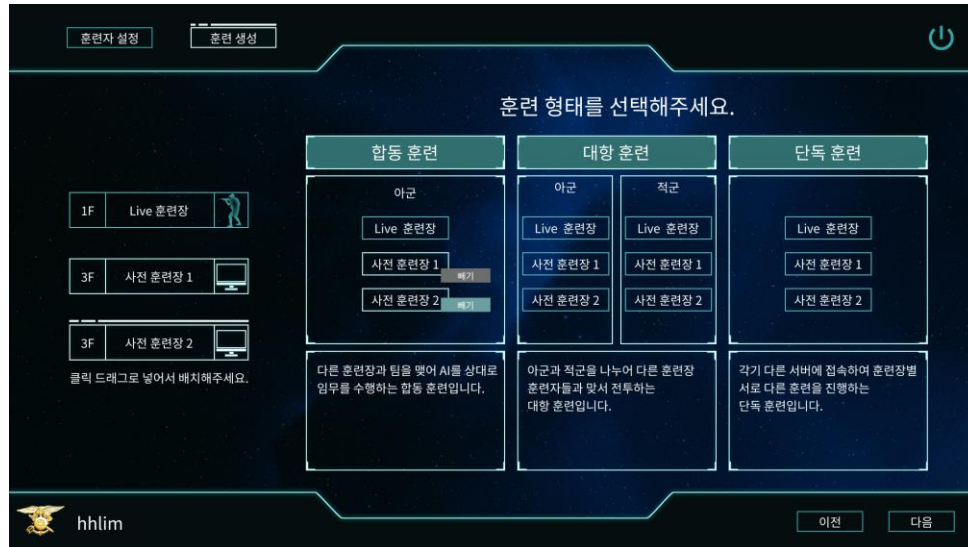 훈련자 설정
훈련 생성
훈련 형태를 선택해주세요.
1F Live 훈련장
3F 사전 훈련장 1
3F 사전 훈련장 2
클릭 드래그로 넣어서 배치해주세요.
합동 훈련
아군
Live 훈련장
사전 훈련장 1
빼기
사전 훈련장 2
빼기
다른 훈련장과 팀을 맺어 AI를 상대로
임무를 수행하는 합동 훈련입니다.
대항 훈련
아군
Live 훈련장
사전 훈련장 1
사전 훈련장 2
적군
Live 훈련장
사전 훈련장 1
사전 훈련장 2
아군과 적군을 나누어 다른 훈련장
훈련자들과 맞서 전투하는
대항 훈련입니다.
단독 훈련
Live 훈련장
사전 훈련장 1
사전 훈련장 2
각기 다른 서버에 접속하여 훈련장별
서로 다른 훈련을 진행하는
단독 훈련입니다.
hhlim
이전
다음